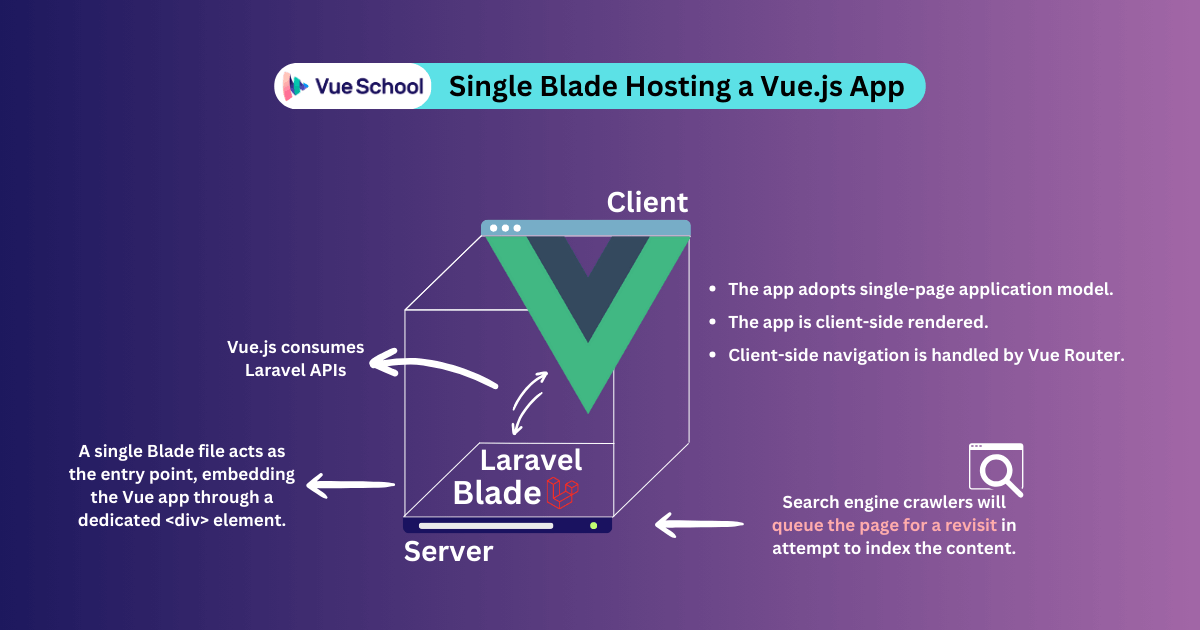 Vue School
Single Blade Hosting a Vue.js App
Client
• The app adopts single-page application model.
• The app is client-side rendered.
• Client-side navigation is handled by Vue Router.
Vue.js consumes
Laravel APIs
A single Blade file acts as
the entry point, embedding
the Vue app through a
dedicated <div> element.
Laravel
Blade
Server
Search engine crawlers will
queue the page for a revisit in
attempt to index the content.